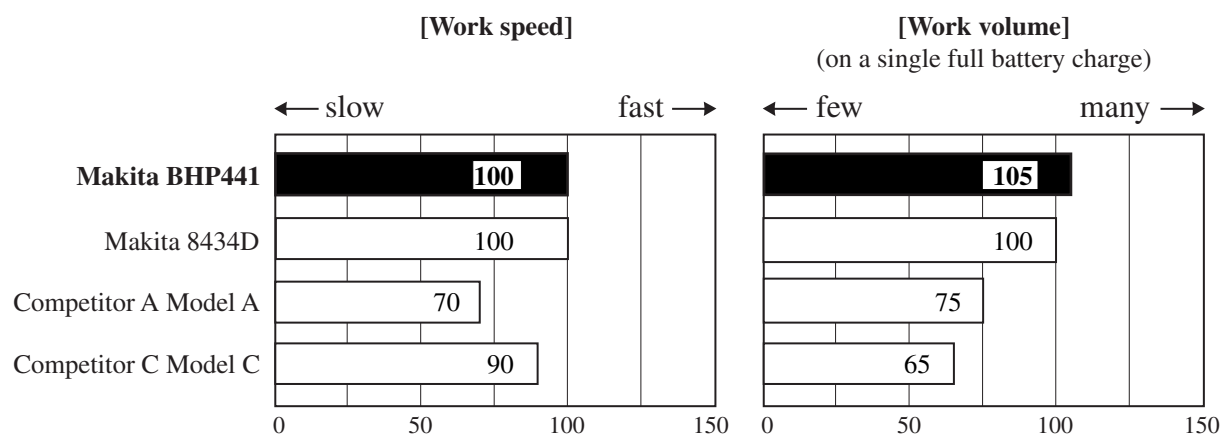 [Work speed] [Work volume]
(on a single full battery charge)
slow fast few many
Makita BHP441 100 105
Makita 8434D 100 100
Competitor A Model A 70 75
Competitor C Model C 90 65
0 50 100 150 0 50 100 150